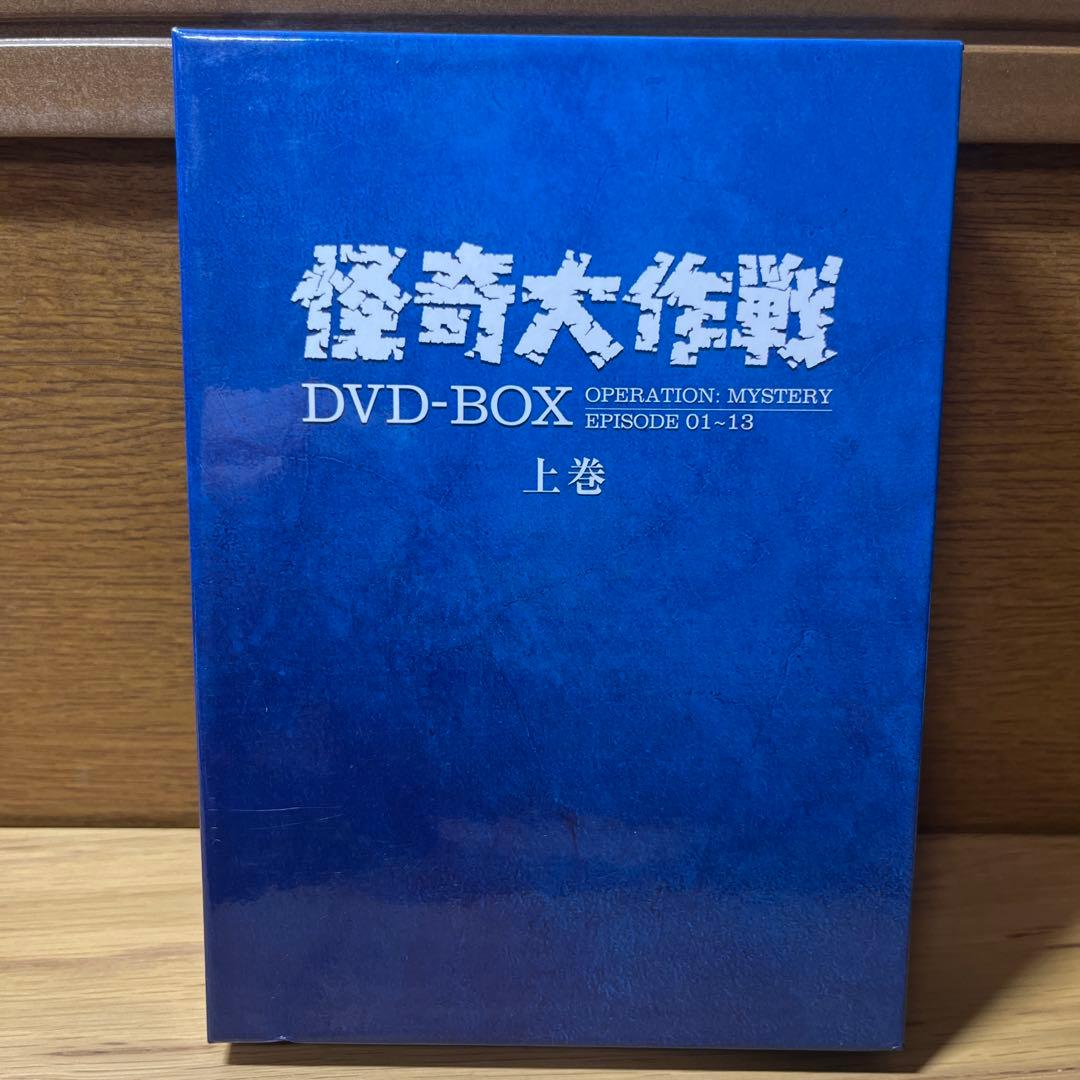 怪奇大作戦
DVD-BOX
OPERATION: MYSTERY
EPISODE 01~13
上巻